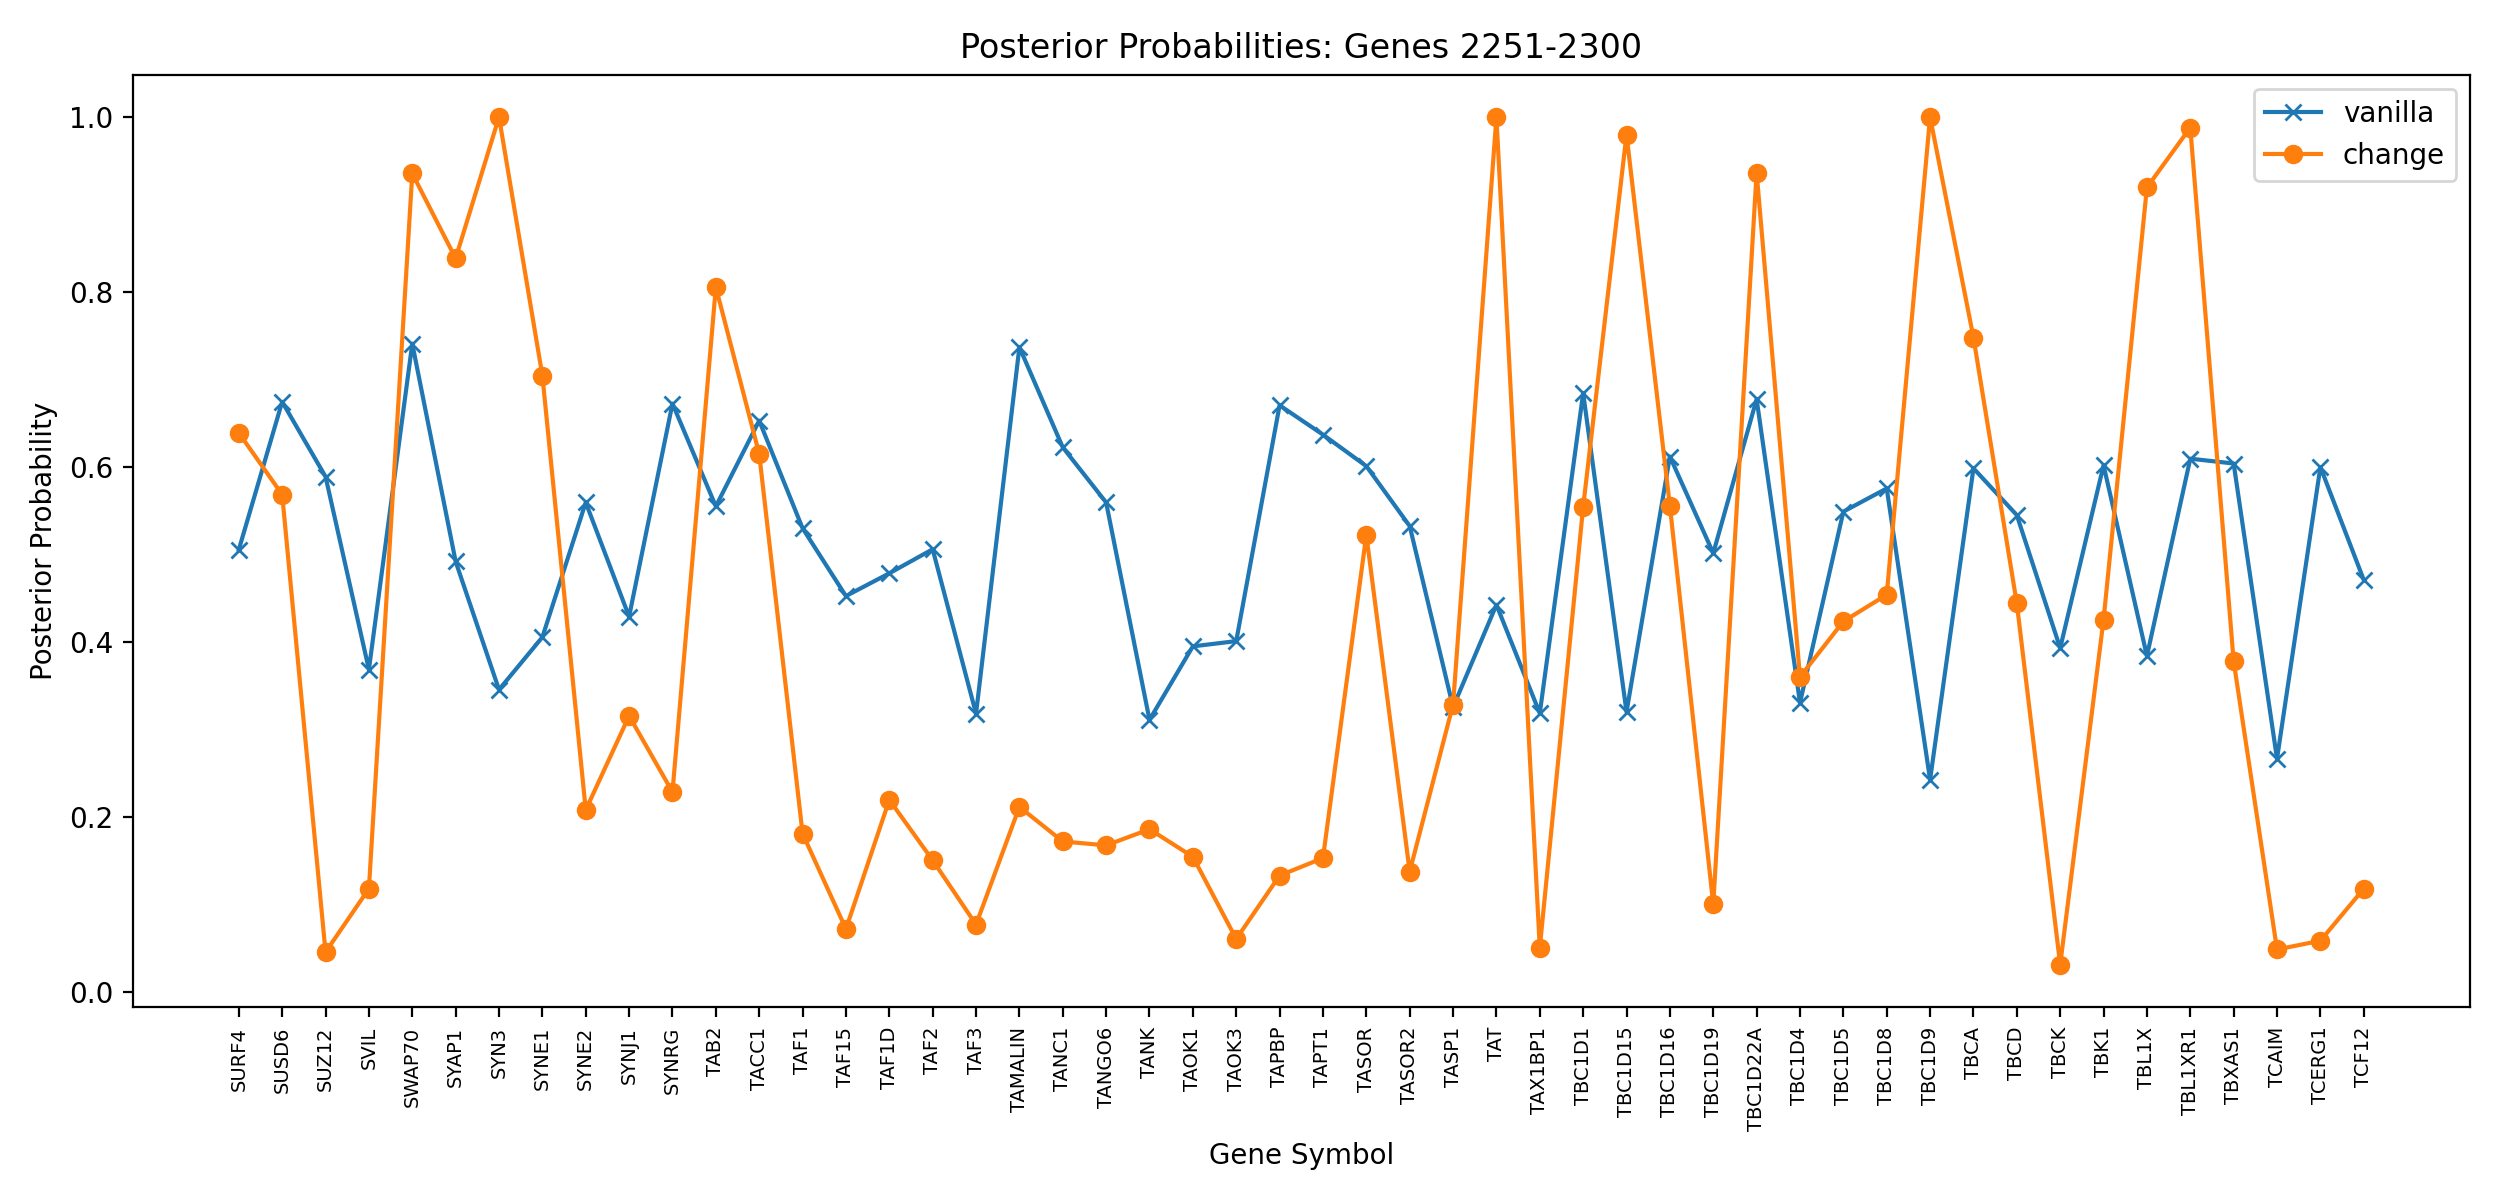 Posterior Probabilities: Genes 2251-2300
vanilla
change
Posterior Probability
1.0
0.8
0.6
0.4
0.2
0.0
SURF4
SUSD6
SUZ12
SVIL
SWAP70
SYAP1
SYN3
SYNE1
SYNE2
SYNJ1
SYNRG
TAB2
TACC1
TAF1
TAF15
TAF1D
TAF2
TAF3
TAMALIN
TANC1
TANGO6
TANK
TAOK1
TAOK3
TAPBP
TAPT1
TASOR
TASOR2
TASP1
TAT
TAX1BP1
TBC1D1
TBC1D15
TBC1D16
TBC1D19
TBC1D22A
TBC1D4
TBC1D5
TBC1D8
TBC1D9
TBCA
TBCD
TBCK
TBK1
TBL1X
TBL1XR1
TBXAS1
TCAIM
TCERG1
TCF12
Gene Symbol